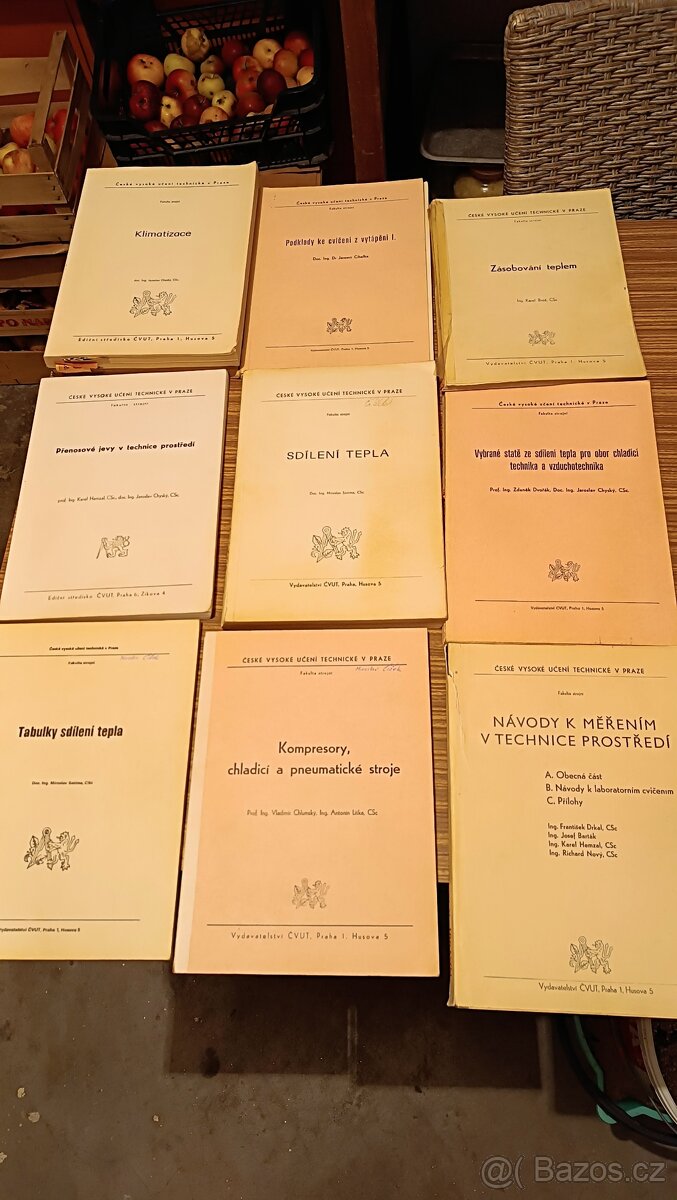 České vysoké učení technické v Praze
Fakulta strojní
Klimatizace
doc. Ing. Jaroslav Chyský, CSc.
Ediční středisko ČVUT, Praha 1, Husova 5
České vysoké učení technické v Praze
Fakulta strojní
Podklady ke cvičení z vytápění I.
Doc. Ing. Dr. Jaromír Cihelka
Vydavatelství ČVUT, Praha 1, Husova 5
ČESKÉ VYSOKÉ UČENÍ TECHNICKÉ V PRAZE
Fakulta strojní
Zásobování teplem
Ing. Karel Brož, CSc
Vydavatelství ČVUT, Praha 1, Husova 5
ČESKÉ VYSOKÉ UČENÍ TECHNICKÉ V PRAZE
Fakulta strojní
Přenosové jevy v technice prostředí
prof. Ing. Karel Hemzal, CSc., doc. Ing. Jaroslav Chyský, CSc.
Ediční středisko ČVUT, Praha 6, Zikova 4
ČESKÉ VYSOKÉ UČENÍ TECHNICKÉ V PRAZE
Fakulta strojní
SDÍLENÍ TEPLA
Doc. Ing. Miroslav Sazima, CSc
Vydavatelství ČVUT, Praha, Husova 5
České vysoké učení technické v Praze
Fakulta strojní
Vybrané statě ze sdílení tepla pro obor chladicí
technika a vzduchotechnika
Prof. Ing. Zdeněk Dvořák, Doc. Ing. Jaroslav Chyský, CSc.
Vydavatelství ČVUT, Praha 1, Husova 5
České vysoké učení technické v Praze
Fakulta strojní
Tabulky sdílení tepla
Doc. Ing. Miroslav Sazima, CSc
Vydavatelství ČVUT, Praha 1, Husova 5
ČESKÉ VYSOKÉ UČENÍ TECHNICKÉ V PRAZE
Fakulta strojní
Kompresory,
chladicí a pneumatické stroje
Prof. Ing. Vladimír Chlumský, Ing. Antonín Liška, CSc.
Vydavatelství ČVUT, Praha 1, Husova 5
ČESKÉ VYSOKÉ UČENÍ TECHNICKÉ V PRAZE
Fakulta strojní
NÁVODY K MĚŘENÍM
V TECHNICE PROSTŘEDÍ
A. Obecná část
B. Návody k laboratorním cvičením
C. Přílohy
Ing. František Drkal, CSc
Ing. Josef Barták
Ing. Karel Hemzal, CSc
Ing. Richard Nový, CSc
Vydavatelství ČVUT, Praha 1, Husova 5
Bazos.cz